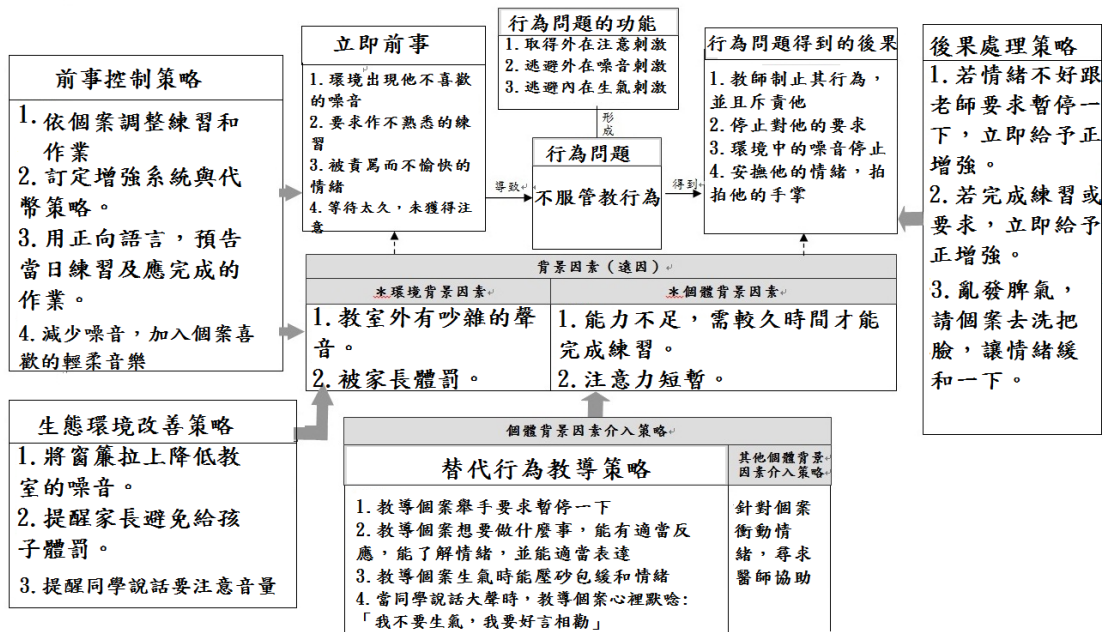 前事控制策略
1. 依個案調整練習和
作業
2. 訂定增強系統與代
幣策略。
3. 用正向語言，預告
當日練習及應完成的
作業。
4. 減少噪音，加入個案喜
歡的輕柔音樂
立即前事
1. 環境出現他不喜歡
的噪音
2. 要求作不熟悉的練
習
3. 被責罵而不愉快的
情緒
4. 等待太久，未獲得注
意
行為問題的功能
1. 取得外在注意刺激
2. 逃避外在噪音刺激
3. 逃避內在生氣刺激
形
成
導致
行為問題
不服管教行為
得到
行為問題得到的後果
1. 教師制止其行為，
並且斥責他
2. 停止對他的要求
3. 環境中的噪音停止
4. 安撫他的情緒，拍
拍他的手掌
後果處理策略
1. 若情緒不好跟
老師要求暫停一
下，立即給予正
增強。
2. 若完成練習或
要求，立即給予
正增強。
3. 亂發脾氣，
請個案去洗把
臉，讓情緒緩
和一下。
背景因素（遠因）
＊環境背景因素
＊個體背景因素
1. 教室外有吵雜的聲
音。
2. 被家長體罰。
1. 能力不足，需較久時間才能
完成練習。
2. 注意力短暫。
生態環境改善策略
1. 將窗簾拉上降低教
室的噪音。
2. 提醒家長避免給孩
子體罰。
3. 提醒同學說話要注意音量
個體背景因素介入策略
替代行為教導策略
1. 教導個案舉手要求暫停一下
2. 教導個案想要做什麼事，能有適當反
應，能了解情緒，並能適當表達
3. 教導個案生氣時能壓砂包緩和情緒
4. 當同學說話大聲時，教導個案心裡默唸:
「我不要生氣，我要好言相勸」
其他個體背景
因素介入策略
針對個案
衝動情
緒，尋求
醫師協助